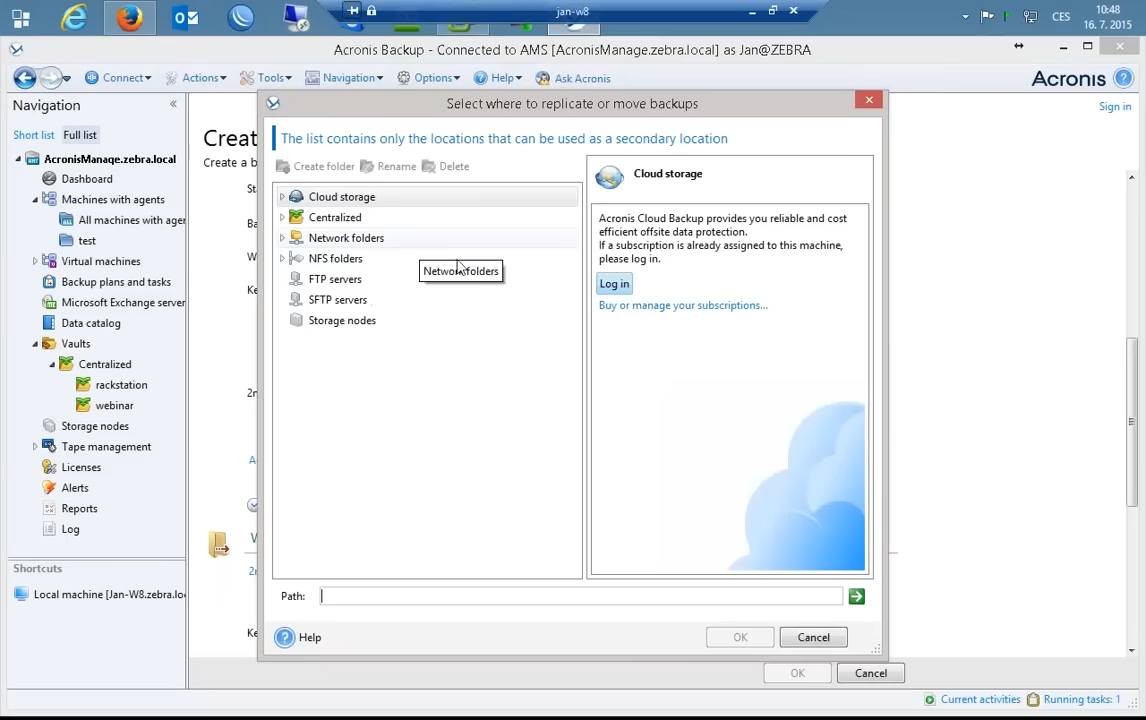 jan-w8
CES
10:48
16. 7. 2015
Acronis Backup - Connected to AMS [AcronisManage.zebra.local] as Jan@ZEBRA
Connect
Actions
Tools
Navigation
Options
Help
Ask Acronis
Acronis
Sign in
Navigation
Short list
Full list
AcronisManage.zebra.local
Dashboard
Machines with agents
All machines with agen
test
Virtual machines
Backup plans and tasks
Microsoft Exchange server
Data catalog
Vaults
Centralized
rackstation
webinar
Storage nodes
Tape management
Licenses
Alerts
Reports
Log
Shortcuts
Local machine [Jan-W8.zebra.lo
Creat
Create a b
Select where to replicate or move backups
The list contains only the locations that can be used as a secondary location
Create folder
Rename
Delete
Cloud storage
Centralized
Network folders
NFS folders
Network folders
FTP servers
SFTP servers
Storage nodes
Cloud storage
Acronis Cloud Backup provides you reliable and cost
efficient offsite data protection.
If a subscription is already assigned to this machine,
please log in.
Log in
Buy or manage your subscriptions...
Path:
Help
OK
Cancel
OK
Cancel
Current activities
Running tasks: 1